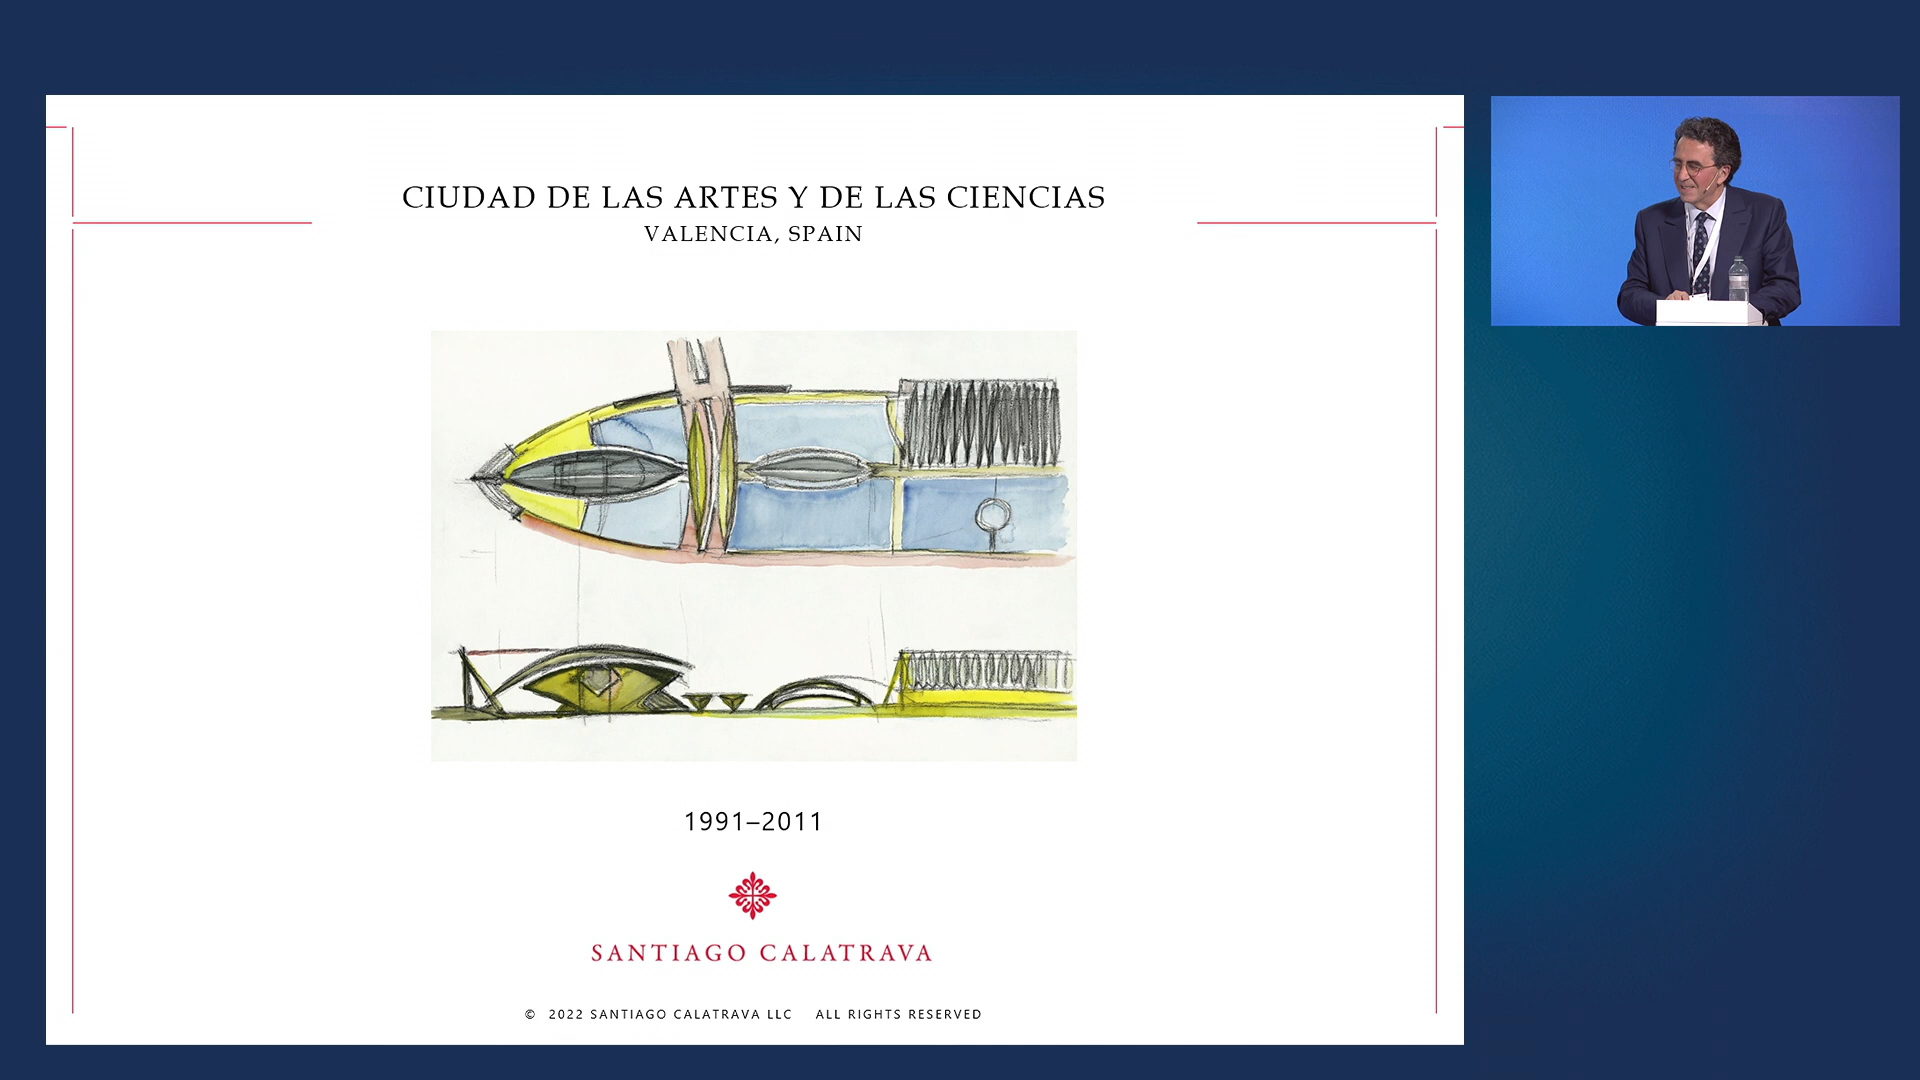 CIUDAD DE LAS ARTES Y DE LAS CIENCIAS
VALENCIA, SPAIN
1991–2011
SANTIAGO CALATRAVA
© 2022 SANTIAGO CALATRAVA LLC ALL RIGHTS RESERVED